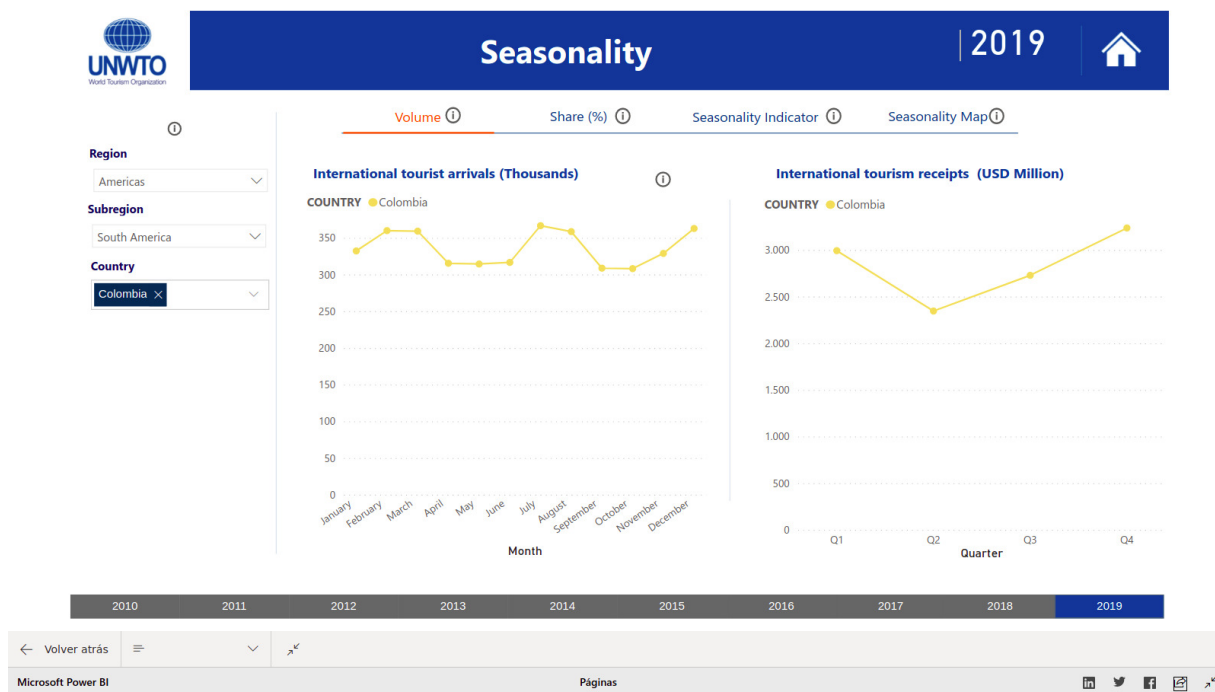 UNWTO
World Tourism Organization
Seasonality
2019
Region
Americas
Subregion
South America
Country
Colombia
Volume
Share (%)
Seasonality Indicator
Seasonality Map
International tourist arrivals (Thousands)
COUNTRY Colombia
350
300
250
200
150
100
50
0
January February March April May June July August September October November December
Month
International tourism receipts (USD Million)
COUNTRY Colombia
3.000
2.500
2.000
1.500
1.000
500
0
Q1 Q2 Q3 Q4
Quarter
2010 2011 2012 2013 2014 2015 2016 2017 2018 2019
Volver atrás
Microsoft Power BI
Páginas